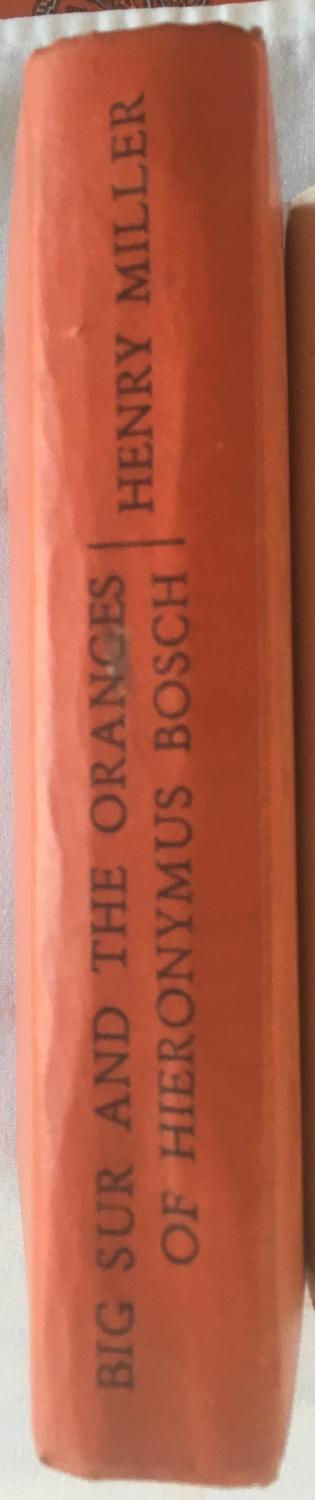 BIG SUR AND THE ORANGES
OF HIERONYMUS BOSCH
HENRY MILLER